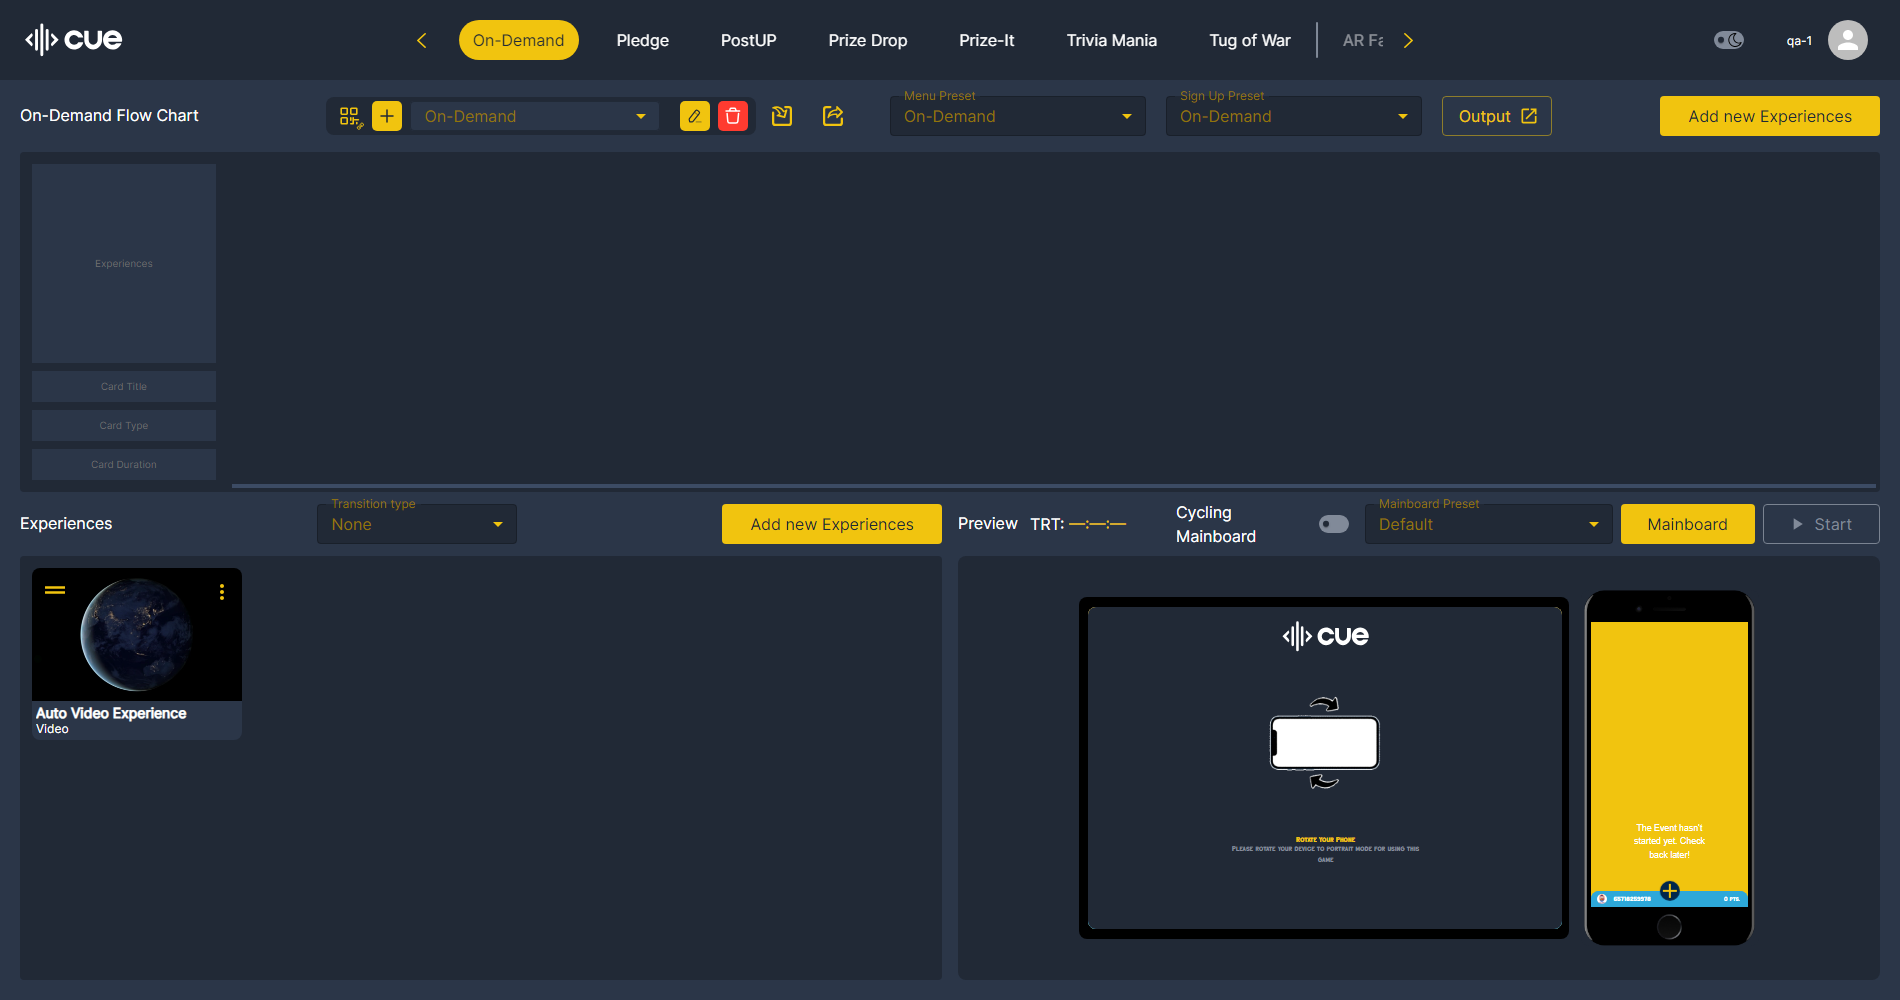 cue
On-Demand
Pledge
PostUP
Prize Drop
Prize-It
Trivia Mania
Tug of War
AR Fa
qa-1
On-Demand Flow Chart
On-Demand
Menu Preset
On-Demand
Sign Up Preset
On-Demand
Output
Add new Experiences
Experiences
Card Title
Card Type
Card Duration
Experiences
Transition type
None
Add new Experiences
Preview
TRT: —:—:—
Cycling
Mainboard
Mainboard Preset
Default
Mainboard
Start
Auto Video Experience
Video
cue
Rotate Your Phone
Please rotate your device to portrait mode for using this
game
The Event hasn't
started yet. Check
back later!
0 PTS.